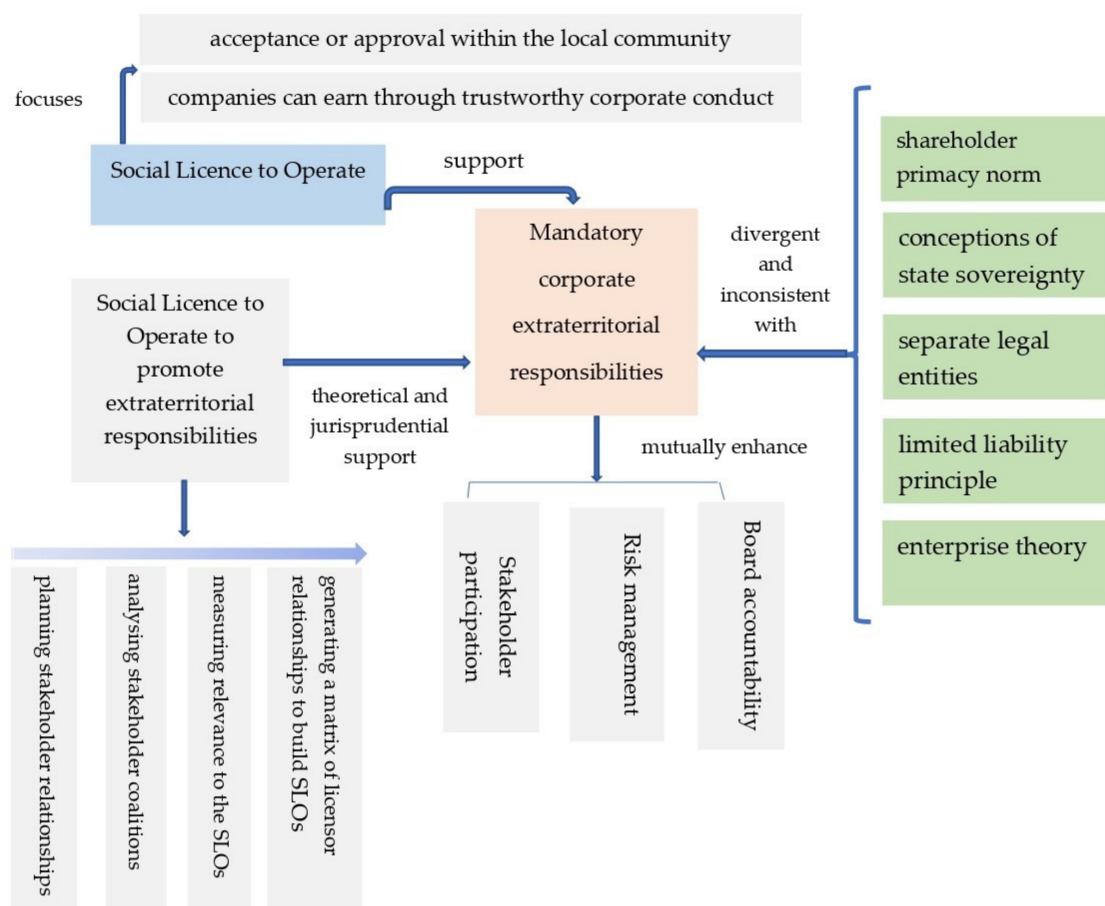 acceptance or approval within the local community
companies can earn through trustworthy corporate conduct
focuses
Social Licence to Operate
support
Mandatory
corporate
extraterritorial
responsibilities
divergent
and
inconsistent
with
shareholder
primacy norm
conceptions of
state sovereignty
separate legal
entities
limited liability
principle
enterprise theory
Social Licence to
Operate to
promote
extraterritorial
responsibilities
theoretical and
jurisprudential
support
mutually enhance
Stakeholder
participation
Risk management
Board accountability
planning stakeholder relationships
analysing stakeholder coalitions
measuring relevance to the SLOs
generating a matrix of licensor
relationships to build SLOs